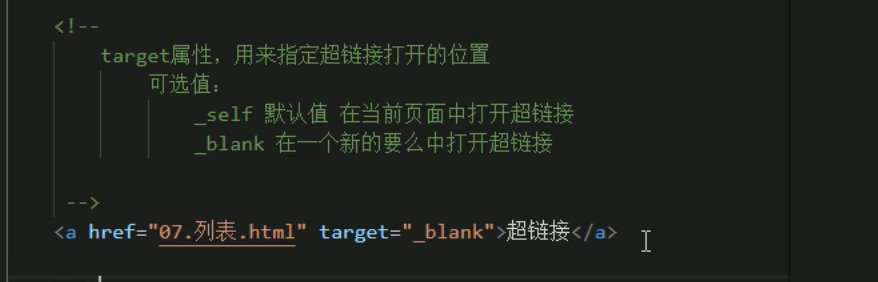 <!--
target属性，用来指定超链接打开的位置
可选值：
_self 默认值 在当前页面中打开超链接
_blank 在一个新的要么中打开超链接
-->
<a href="07.列表.html" target="_blank">超链接</a>